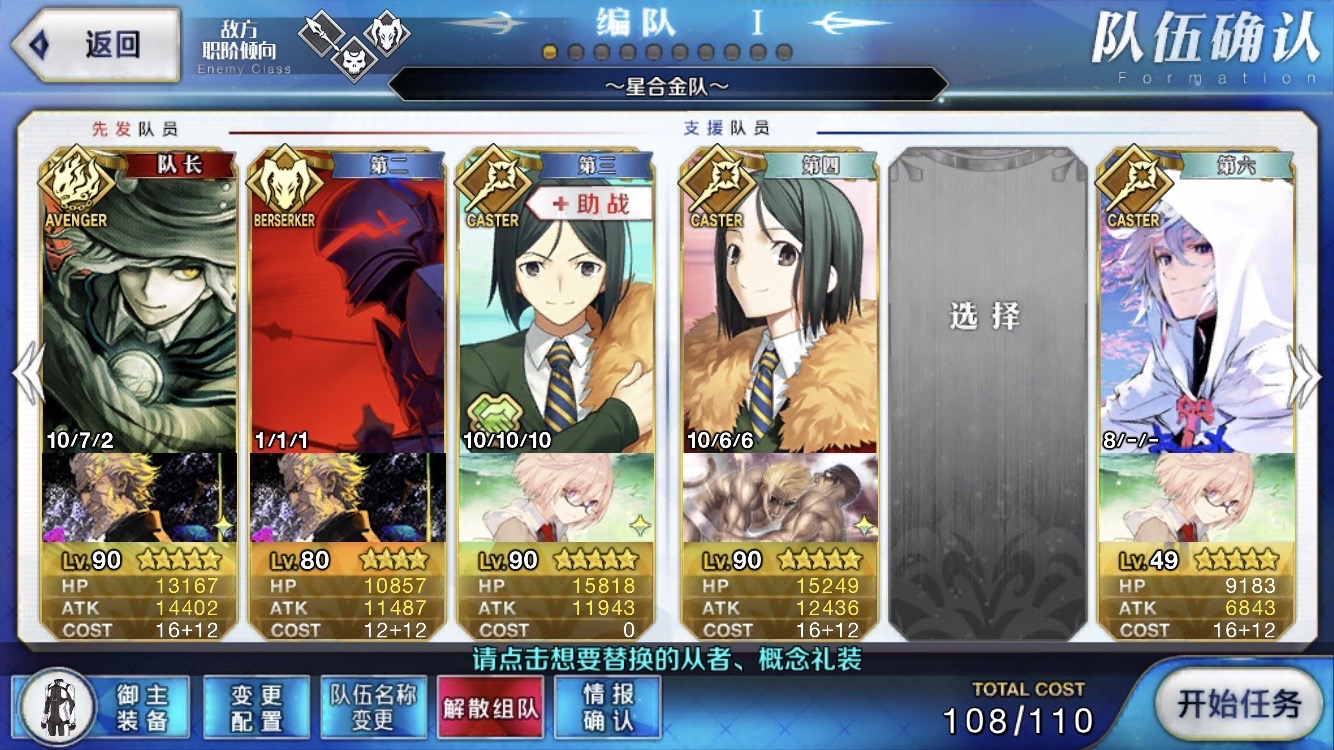 返回
敌方
职阶倾向
Enemy Class
编队 I
~星合金队~
队伍确认
Formation
先发队员
支援队员
队长
AVENGER
10/7/2
Lv.90
HP 13167
ATK 14402
COST 16+12
第二
BERSERKER
1/1/1
Lv.80
HP 10857
ATK 11487
COST 12+12
第三
CASTER
+助战
10/10/10
Lv.90
HP 15818
ATK 11943
COST 0
第四
CASTER
10/6/6
Lv.90
HP 15249
ATK 12436
COST 16+12
选择
第六
CASTER
8/-/-
Lv.49
HP 9183
ATK 6843
COST 16+12
请点击想要替换的从者、概念礼装
御主
装备
变更
配置
队伍名称
变更
解散组队
情报
确认
TOTAL COST
108/110
开始任务